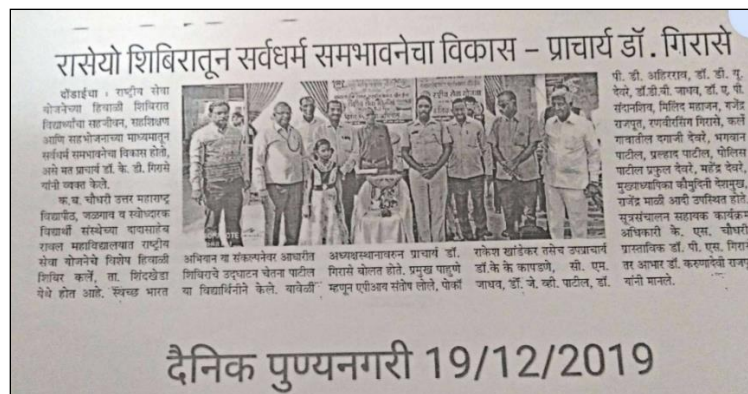 रासेयो शिबिरातून सर्वधर्म समभावनेचा विकास – प्राचार्य डॉ. गिरासे
दोंडाईचा : राष्ट्रीय सेवा
योजनेच्या हिवाळी शिबिरात
विद्यार्थ्यांचा सहजीवन, सहशिक्षण
आणि सहभोजनाच्या माध्यमातून
सर्वधर्म समभावनेचा विकास होतो,
असे मत प्राचार्य डॉ. के. डी. गिरासे
यांनी व्यक्त केले.
क.ब. चौधरी उत्तर महाराष्ट्र
विद्यापीठ, जळगाव व स्वोध्दारक
विद्यार्थी संस्थेच्या दादासाहेब
रावल महाविद्यालयात राष्ट्रीय
सेवा योजनेचे विशेष हिवाळी
शिबिर कर्ले, ता. शिंदखेडा
येथे होत आहे. स्वच्छ भारत
अभियान या संकल्पनेवर आधारीत
शिबिराचे उद्घाटन चेतना पाटील
या विद्यार्थिनीने केले. यावेळी
अध्यक्षस्थानावरुन प्राचार्य डॉ.
गिरासे बोलत होते. प्रमुख पाहुणे
म्हणून एपीआय संतोष लोले, पोकॉ
राकेश खांडेकर तसेच उपप्राचार्य
डॉ.के के कापडणे, सी. एम.
जाधव, डॉ. जे. व्ही. पाटील, डॉ.
पी. डी. अहिरराव, डॉ. डी. यू.
देवरे, डॉ.डी.बी. जाधव, डॉ. ए. पी.
संदानशिव, मिलिंद महाजन, गजेंद्र
राजपूत, रणवीरसिंग गिरासे, कर्ले
गावातील दगाजी देवरे, भगवान
पाटील, प्रल्हाद पाटील, पोलिस
पाटील प्रफुल देवरे, महेंद्र देवरे,
मुख्याध्यापिका कौमुदिनी देशमुख,
राजेंद्र माळी आदी उपस्थित होते.
सूत्रसंचालन सहायक कार्यक्रम
अधिकारी के. एस. चौधरी
प्रास्ताविक डॉ. पी. एस. गिरासे
तर आभार डॉ. करुणादेवी राजपूत
यांनी मानले.
दैनिक पुण्यनगरी 19/12/2019